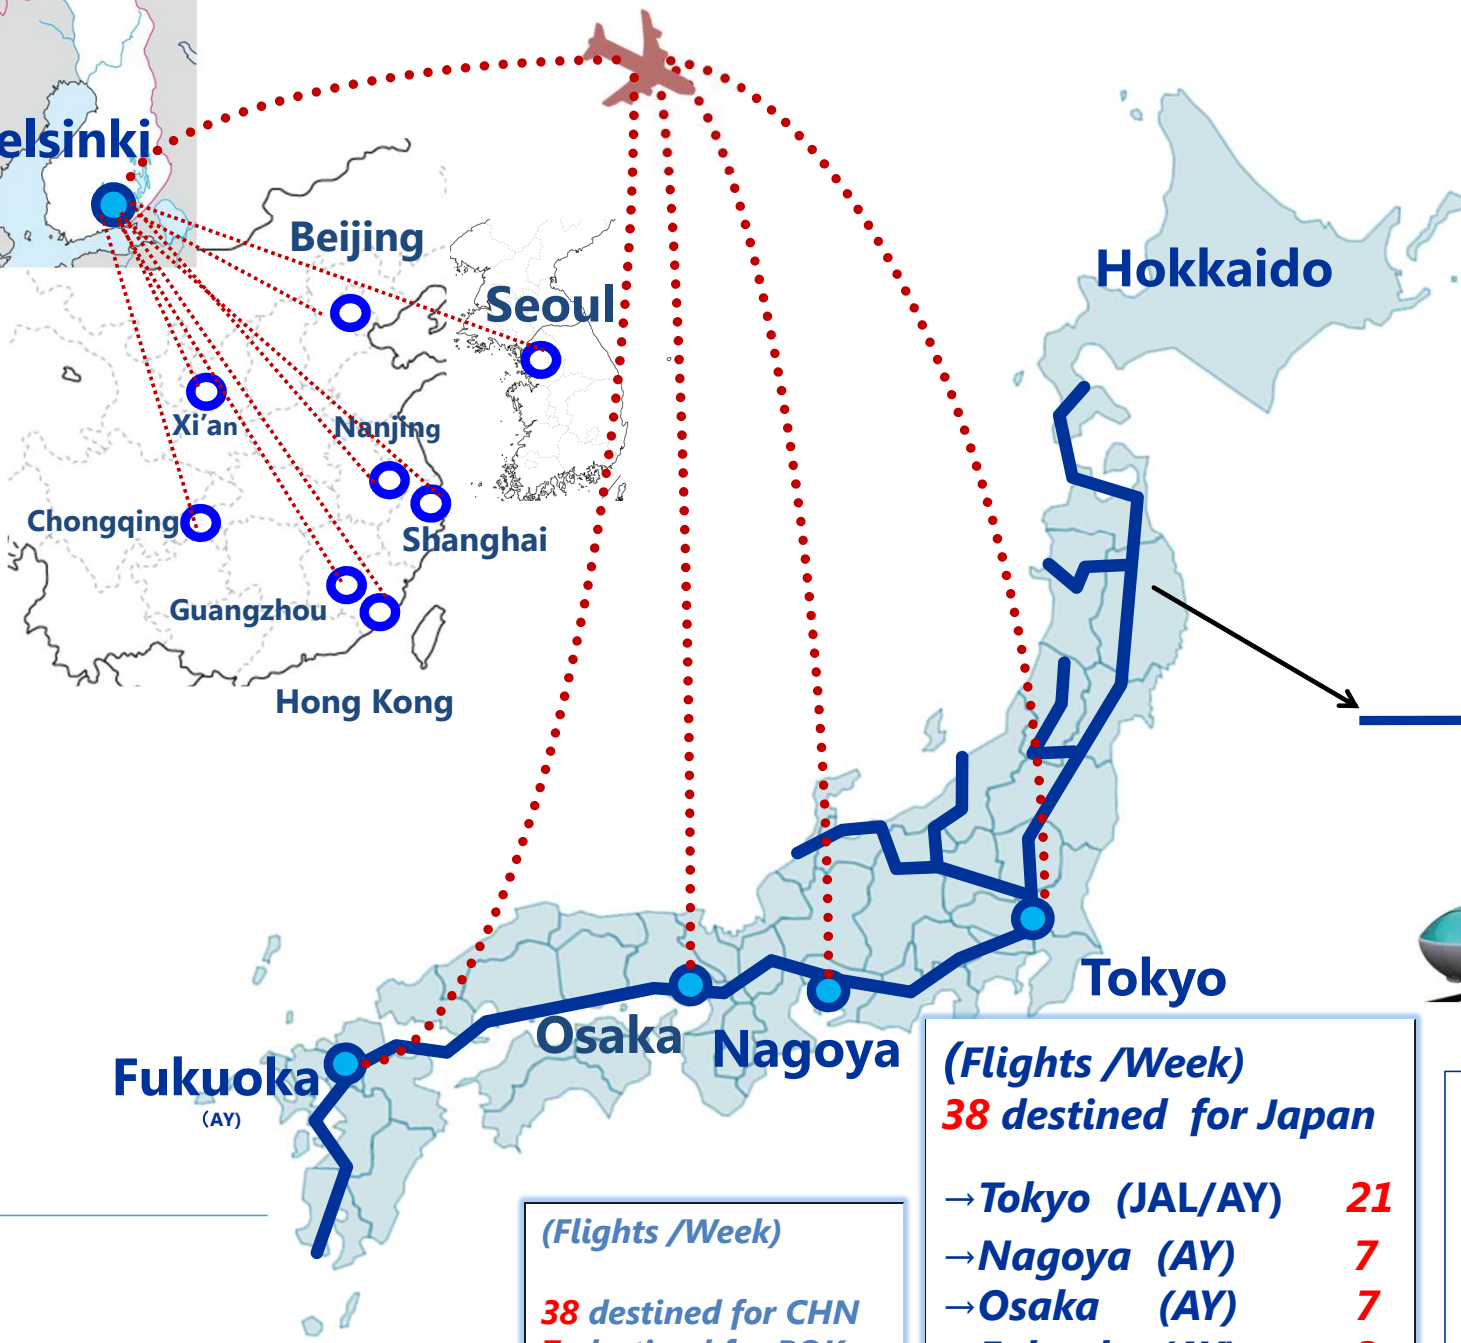 elsinki
Beijing
Seoul
Hokkaido
Xi’an
Nanjing
Chongqing
Shanghai
Guangzhou
Hong Kong
Tokyo
Osaka
Nagoya
Fukuoka
(AY)
(Flights /Week)
38 destined for Japan
→Tokyo (JAL/AY) 21
→Nagoya (AY) 7
→Osaka (AY) 7
(Flights /Week)
38 destined for CHN